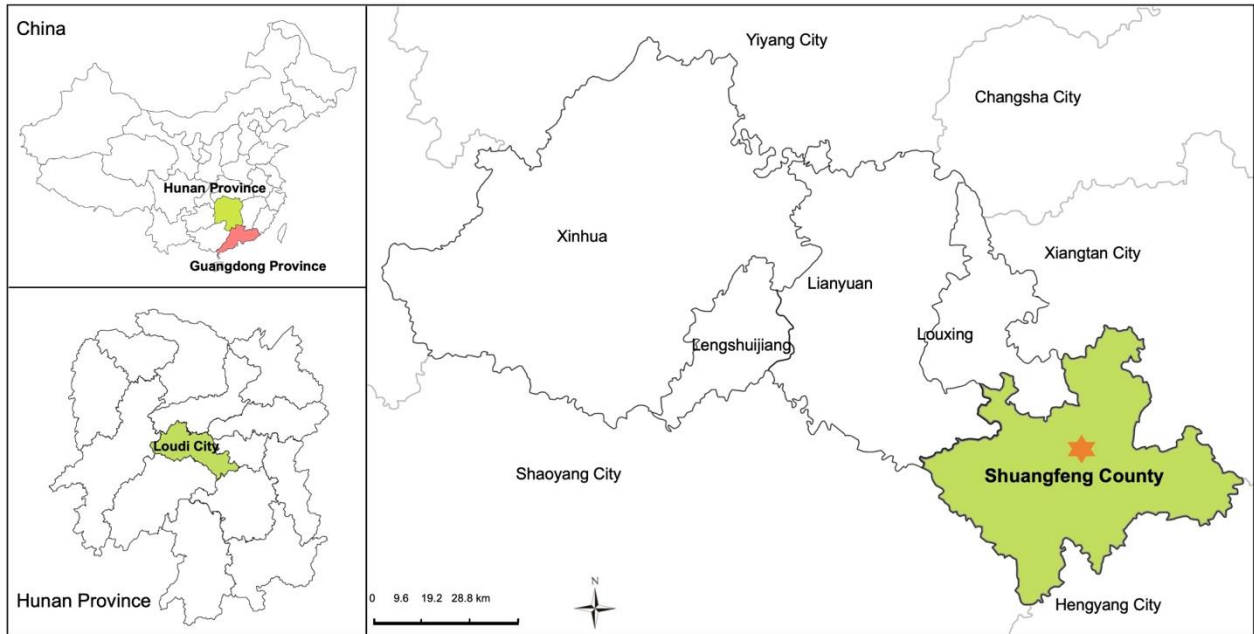 China
Hunan Province
Guangdong Province
Loudi City
Hunan Province
Yiyang City
Changsha City
Xinhua
Xiangtan City
Lianyuan
Louxing
Lengshuijiang
Shaoyang City
Shuangfeng County
Hengyang City
0 9.6 19.2 28.8 km
N